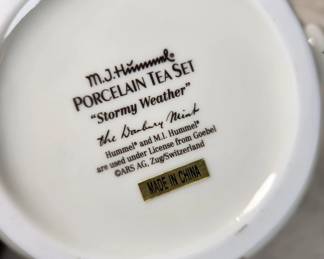 M.J. Hummel®
PORCELAIN TEA SET
"Stormy Weather"
the Danbury Mint
Hummel® and M.I. Hummel®
are used under License from Goebel
©ARS AG, Zug/Switzerland
MADE IN CHINA